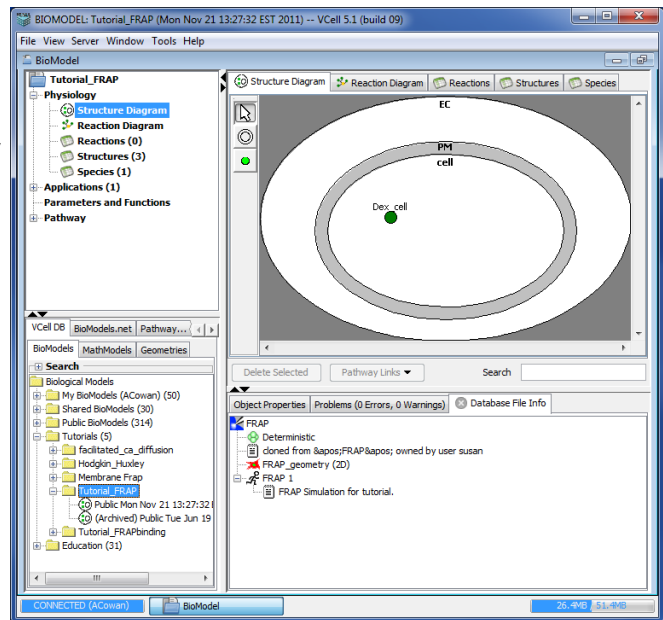 BIOMODEL: Tutorial_FRAP (Mon Nov 21 13:27:32 EST 2011) -- VCell 5.1 (build 09)
File View Server Window Tools Help
BioModel
Tutorial_FRAP
Physiology
Structure Diagram
Reaction Diagram
Reactions (0)
Structures (3)
Species (1)
Applications (1)
Parameters and Functions
Pathway
VCell DB BioModels.net Pathway...
BioModels MathModels Geometries
Search
Biological Models
My BioModels (ACowan) (50)
Shared BioModels (30)
Public BioModels (314)
Tutorials (5)
facilitated_ca_diffusion
Hodgkin_Huxley
Membrane Frap
Tutorial_FRAP
Public Mon Nov 21 13:27:32
(Archived) Public Tue Jun 19
Tutorial_FRAPbinding
Education (31)
Structure Diagram Reaction Diagram Reactions Structures Species
EC
PM
cell
Dex_cell
Delete Selected Pathway Links Search
Object Properties Problems (0 Errors, 0 Warnings) Database File Info
FRAP
Deterministic
cloned from &apos;FRAP&apos; owned by user susan
FRAP_geometry (2D)
FRAP 1
FRAP Simulation for tutorial.
CONNECTED (ACowan) BioModel 26.4MB / 51.4MB